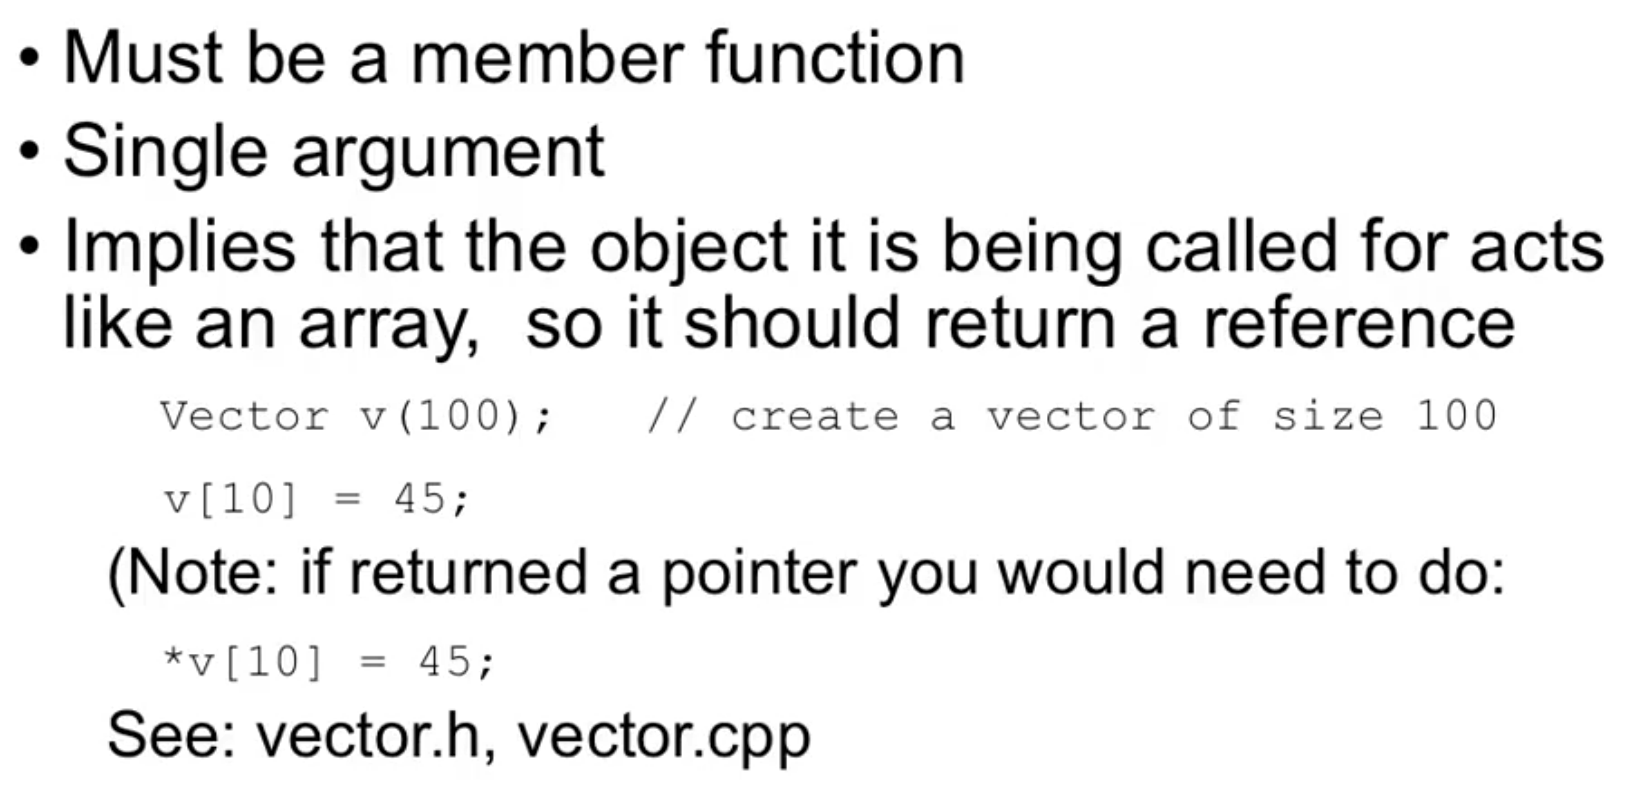 • Must be a member function
• Single argument
• Implies that the object it is being called for acts
like an array,  so it should return a reference
Vector v(100);   // create a vector of size 100
v[10] = 45;
(Note: if returned a pointer you would need to do:
*v[10] = 45;
See: vector.h, vector.cpp